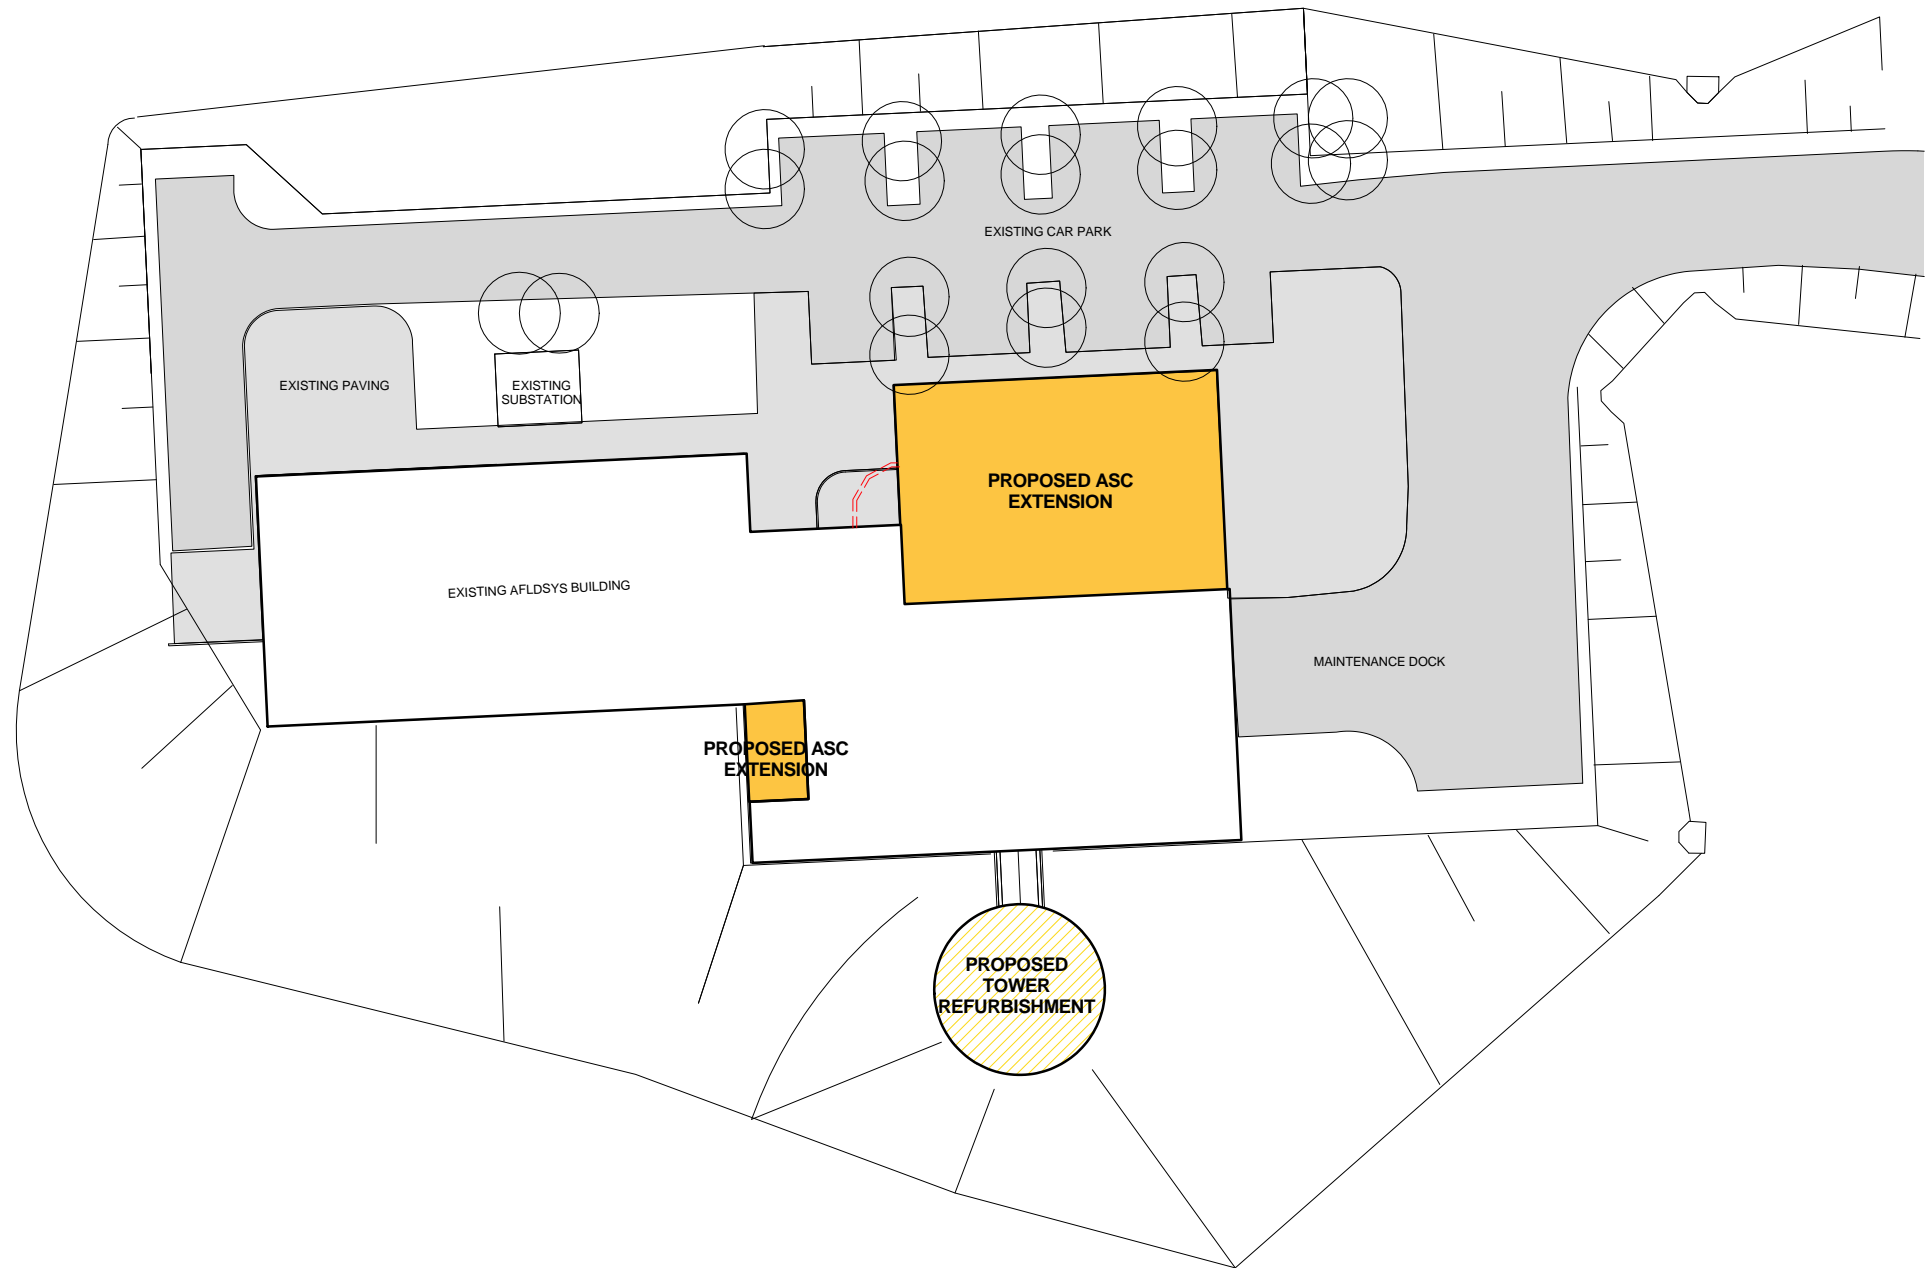 EXISTING CAR PARK
EXISTING PAVING
EXISTING
SUBSTATION
PROPOSED ASC
EXTENSION
EXISTING AFLDSYS BUILDING
MAINTENANCE DOCK
PROPOSED ASC
EXTENSION
PROPOSED
TOWER
REFURBISHMENT